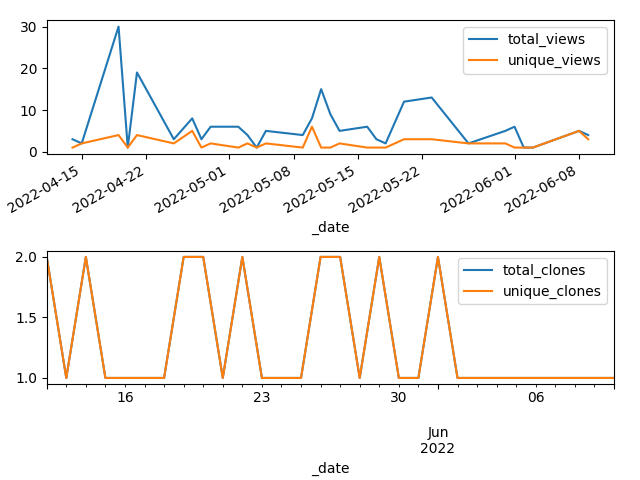 30
20
10
0
total_views
unique_views
2022-04-15
2022-04-22
2022-05-01
2022-05-08
2022-05-15
2022-05-22
2022-06-01
2022-06-08
_date
2.0
1.5
1.0
total_clones
unique_clones
16
23
30
06
Jun
2022
_date